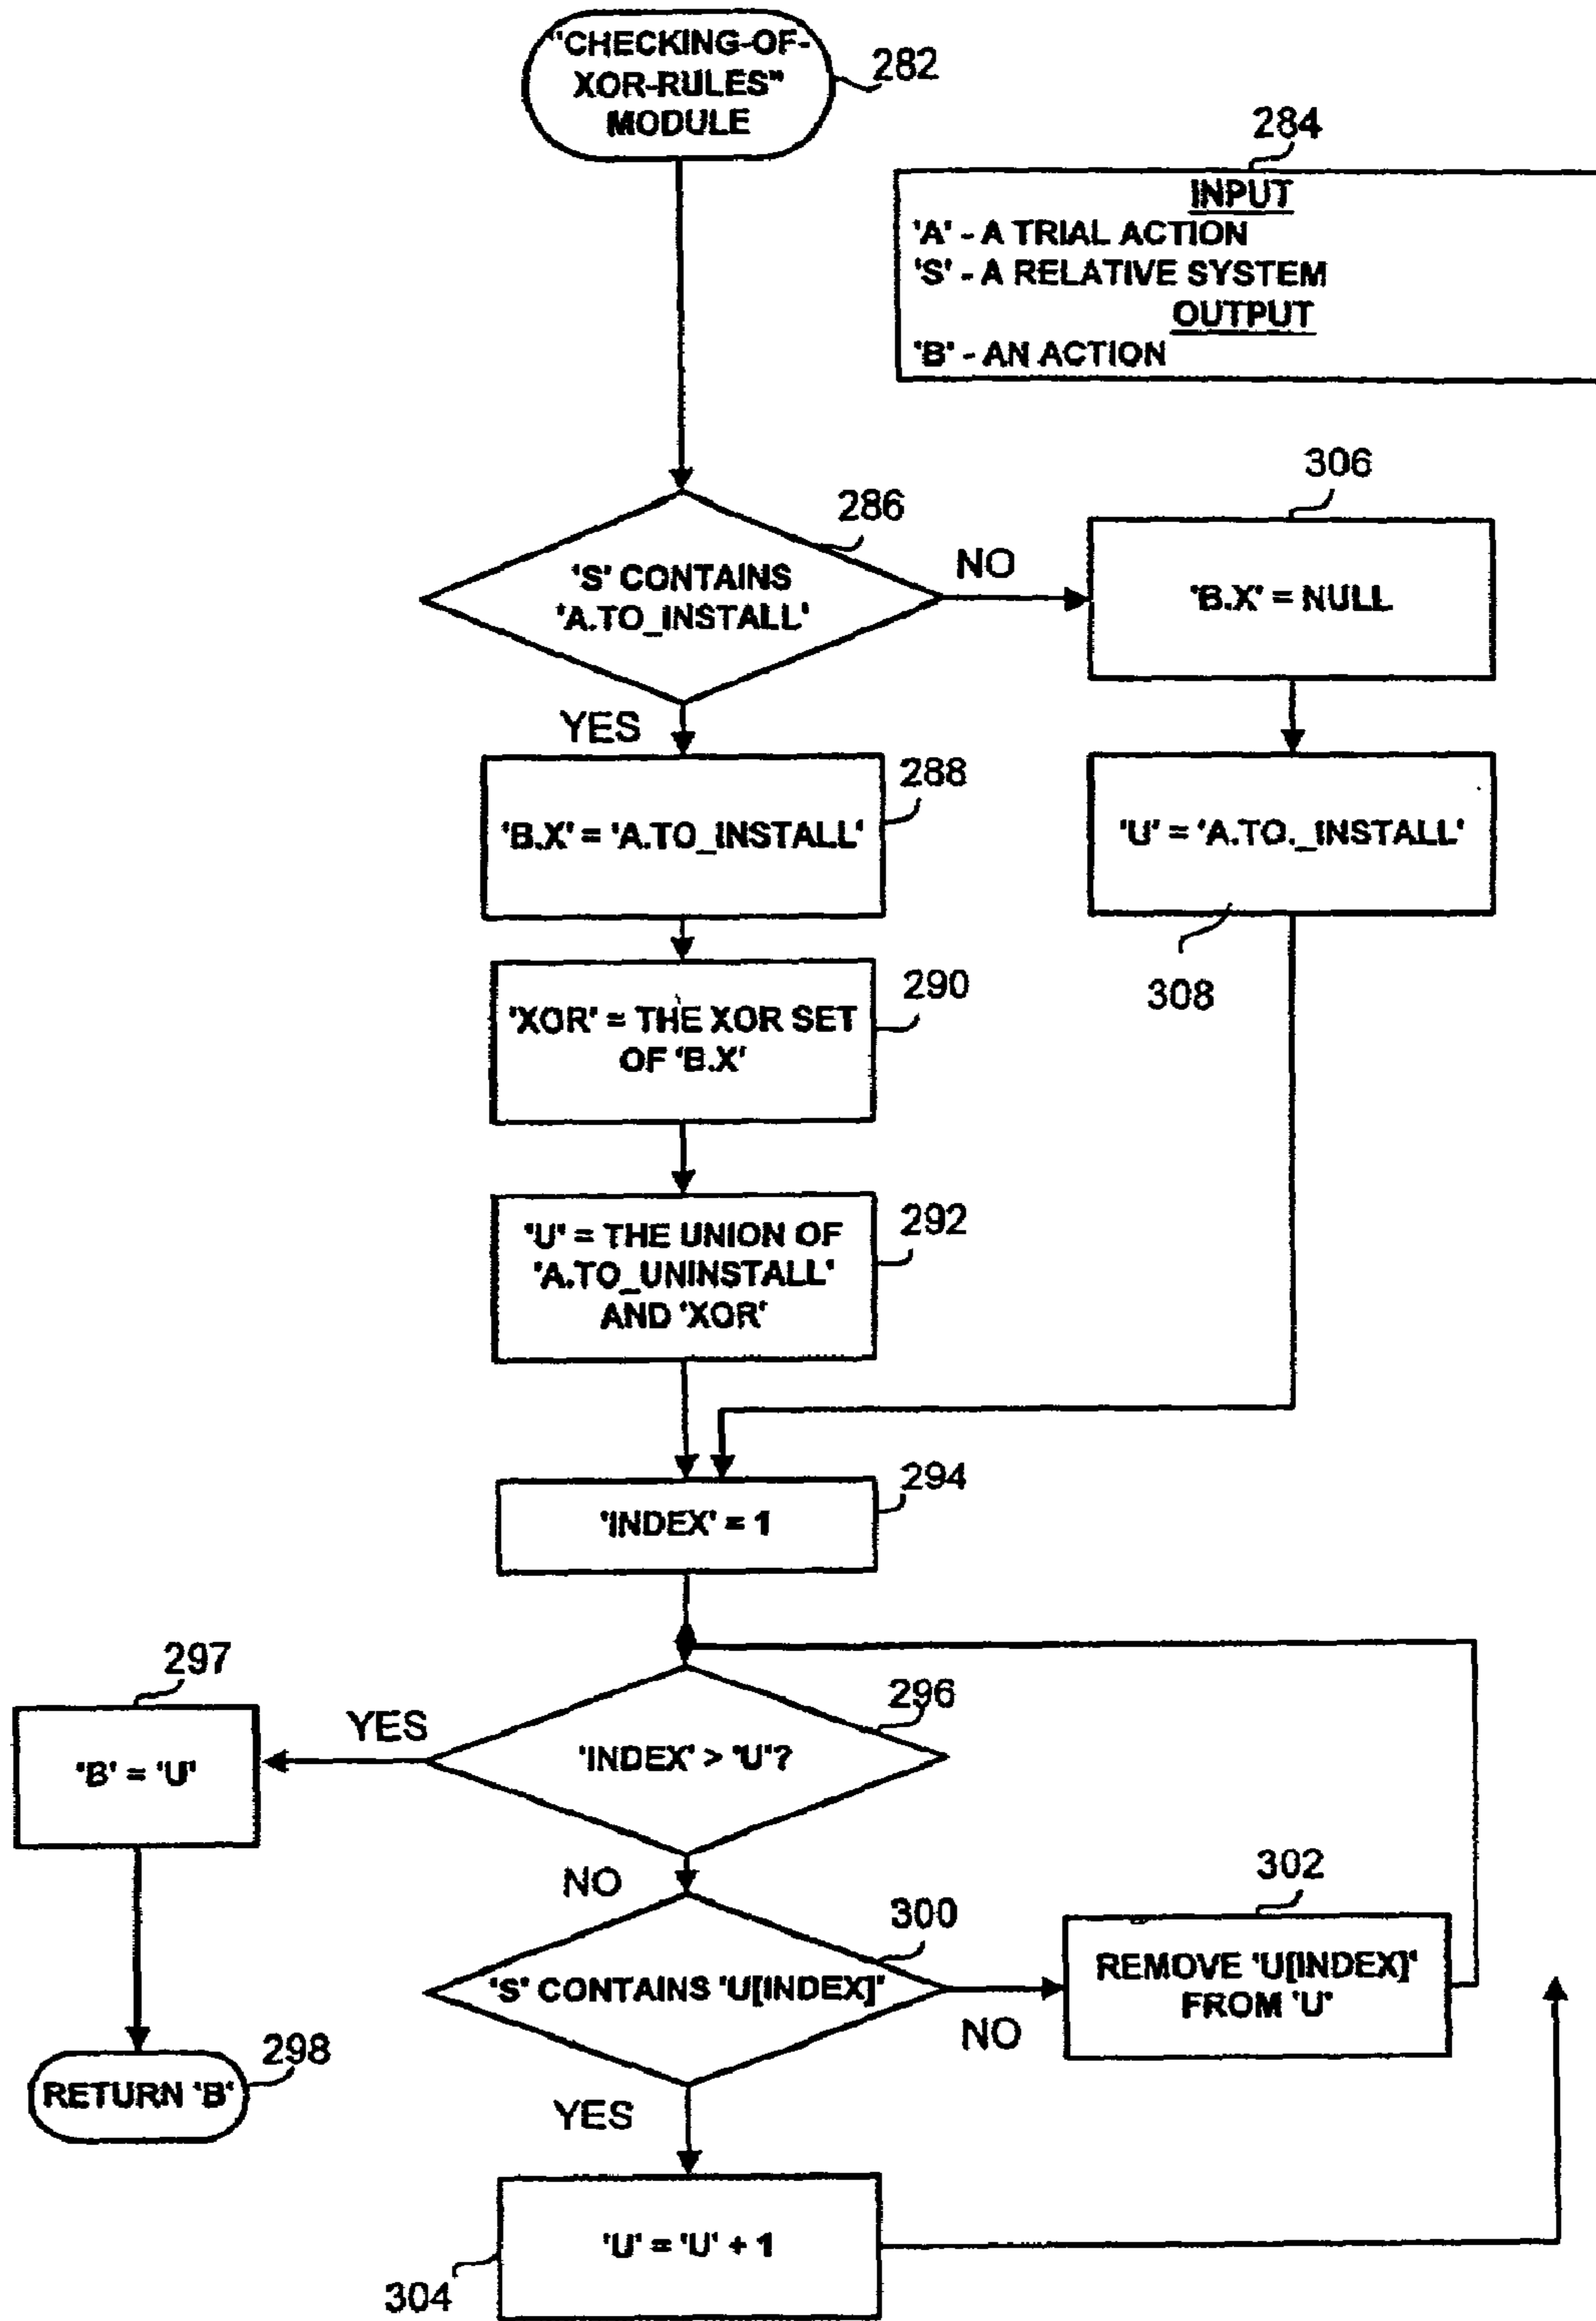 "CHECKING-OF-
XOR-RULES"
MODULE
282
284
INPUT
'A' - A TRIAL ACTION
'S' - A RELATIVE SYSTEM
OUTPUT
'B' - AN ACTION
286
'S' CONTAINS
'A.TO_INSTALL'
NO
306
'B.X' = NULL
YES
288
'B.X' = 'A.TO_INSTALL'
'U' = 'A.TO._INSTALL'
308
290
'XOR' = THE XOR SET
OF 'B.X'
292
'U' = THE UNION OF
'A.TO_UNINSTALL'
AND 'XOR'
294
'INDEX' = 1
297
'B' = 'U'
YES
296
'INDEX' > 'U'?
NO
300
'S' CONTAINS 'U[INDEX]'
NO
302
REMOVE 'U[INDEX]'
FROM 'U'
298
RETURN 'B'
YES
'U' = 'U' + 1
304